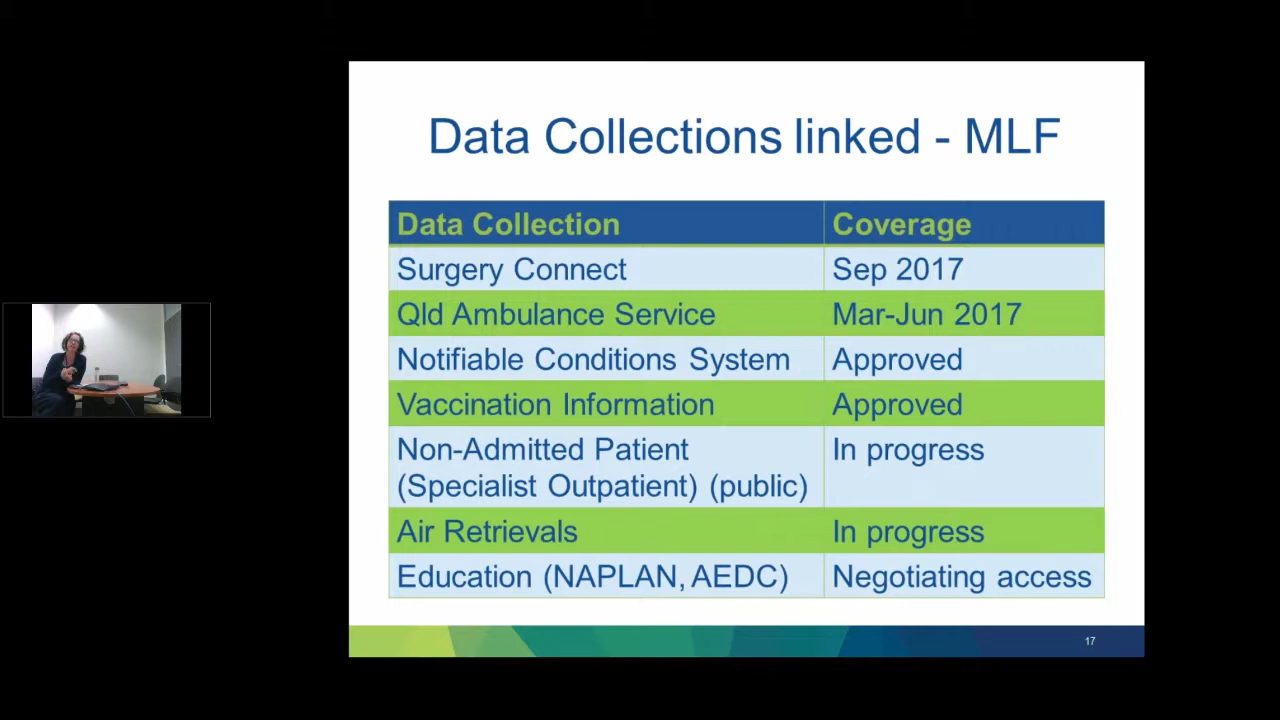 Data Collections linked - MLF
Data Collection Coverage
Surgery Connect Sep 2017
Qld Ambulance Service Mar-Jun 2017
Notifiable Conditions System Approved
Vaccination Information Approved
Non-Admitted Patient In progress
(Specialist Outpatient) (public)
Air Retrievals In progress
Education (NAPLAN, AEDC) Negotiating access
17